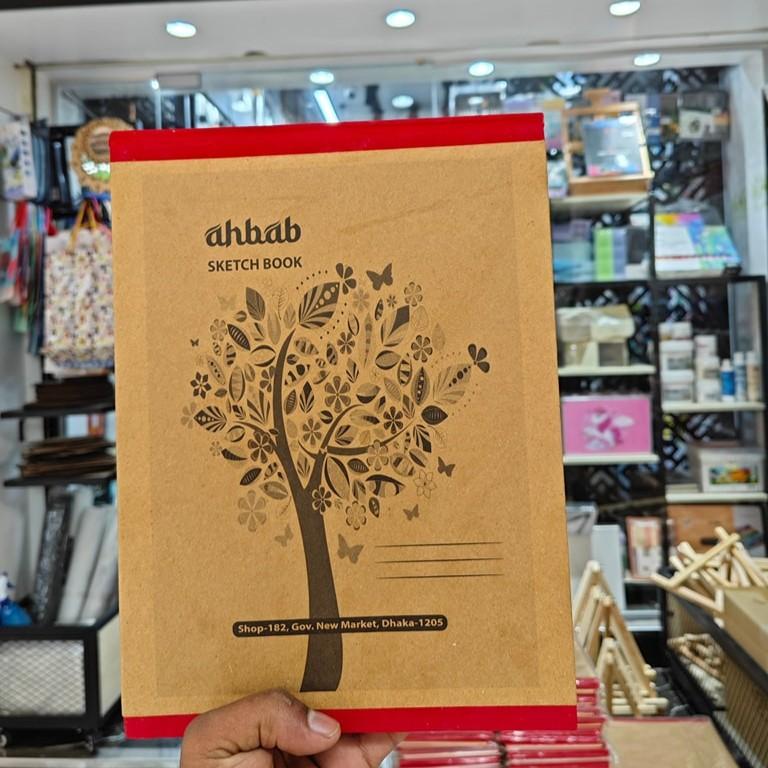 ahbab
SKETCH BOOK
Shop-182, Gov. New Market, Dhaka-1205